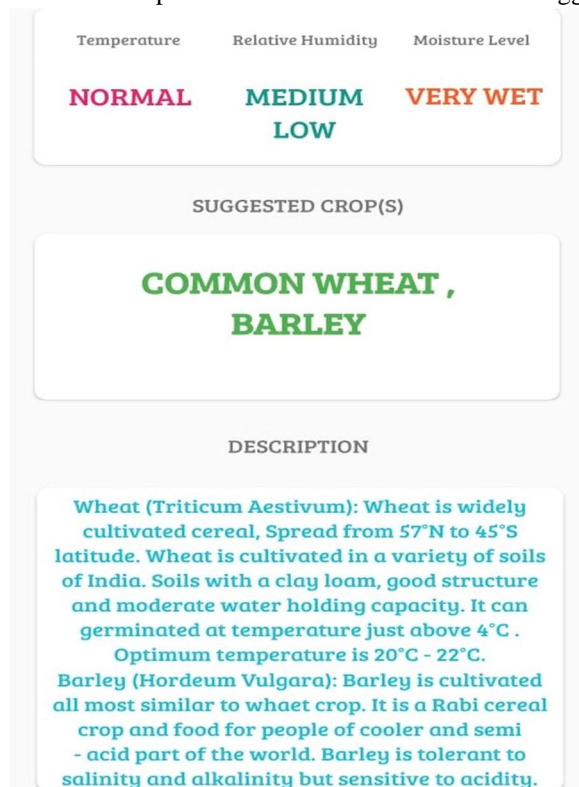 Temperature Relative Humidity Moisture Level
NORMAL MEDIUM LOW VERY WET
SUGGESTED CROP(S)
COMMON WHEAT ,
BARLEY
DESCRIPTION
Wheat (Triticum Aestivum): Wheat is widely
cultivated cereal, Spread from 57°N to 45°S
latitude. Wheat is cultivated in a variety of soils
of India. Soils with a clay loam, good structure
and moderate water holding capacity. It can
germinated at temperature just above 4°C .
Optimum temperature is 20°C - 22°C.
Barley (Hordeum Vulgara): Barley is cultivated
all most similar to whaet crop. It is a Rabi cereal
crop and food for people of cooler and semi
- acid part of the world. Barley is tolerant to
salinity and alkalinity but sensitive to acidity.